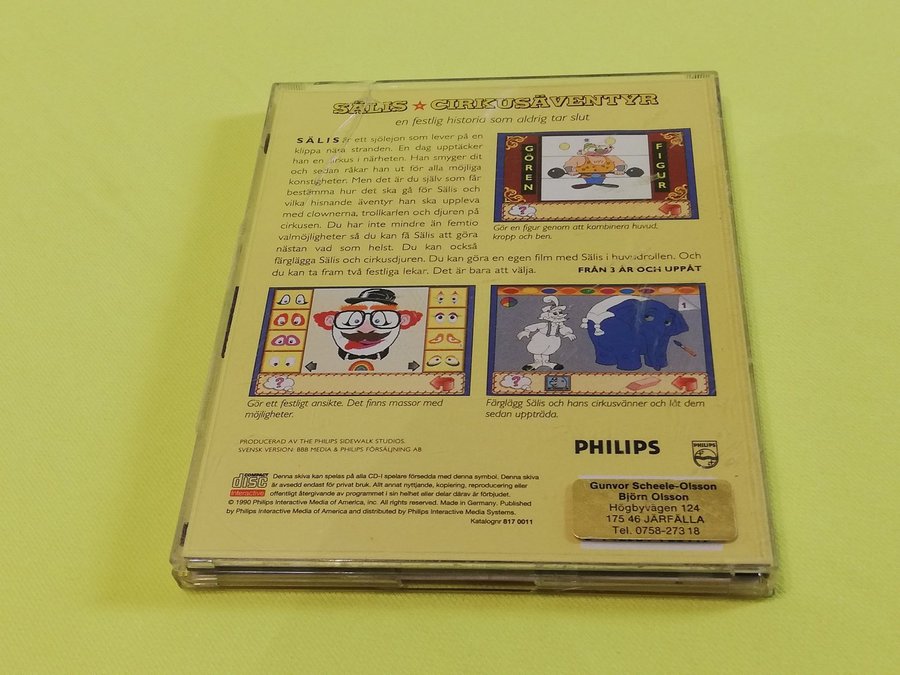 SÄLIS ☆ CIRKUSÄVENTYR
en festlig historia som aldrig tar slut
SÄLIS är ett sjölejon som lever på en
klippa nära stranden. En dag upptäcker
han en cirkus i närheten. Han smyger dit
och sedan råkar han ut för alla möjliga
konstigheter. Men det är du själv som får
bestämma hur det ska gå för Sälis och
vilka hisnande äventyr han ska uppleva
med clownerna, trollkarlen och djuren på
cirkusen. Du har inte mindre än femtio
valmöjligheter så du kan få Sälis att göra
nästan vad som helst. Du kan också
färglägga Sälis och cirkusdjuren. Du kan göra en egen film med Sälis i huvudrollen. Och
du kan ta fram två festliga lekar. Det är bara att välja.
FRÅN 3 ÅR OCH UPPÅT
GÖR EN
FIGUR
?
Gör en figur genom att kombinera huvud,
kropp och ben.
?
Gör ett festligt ansikte. Det finns massor med
möjligheter.
1
?
Färglägg Sälis och hans cirkusvänner och låt dem
sedan uppträda.
PRODUCERAD AV THE PHILIPS SIDEWALK STUDIOS.
SVENSK VERSION: BBB MEDIA & PHILIPS FÖRSÄLJNING AB
PHILIPS
PHILIPS
COMPACT
disc
Interactive
Denna skiva kan spelas på alla CD-I spelare försedda med denna symbol. Denna skiva
är avsedd endast för privat bruk. Allt annat nyttjande, kopiering, reproducering eller
offentligt återgivande av programmet i sin helhet eller delar därav är förbjudet.
© 1990 Philips Interactive Media of America, inc. All rights reserved. Made in Germany. Published
by Philips Interactive Media of America and distributed by Philips Interactive Media Systems.
Katalognr 817 0011
Gunvor Scheele-Olsson
Björn Olsson
Högbyvägen 124
175 46 JÄRFÄLLA
Tel. 0758-273 18